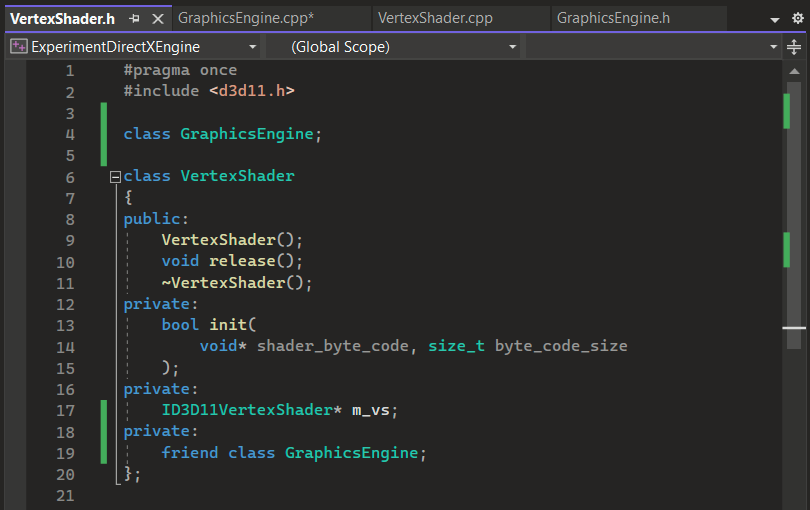 VertexShader.h GraphicsEngine.cpp* VertexShader.cpp GraphicsEngine.h
ExperimentDirectXEngine (Global Scope)
1 #pragma once
2 #include <d3d11.h>
3
4 class GraphicsEngine;
5
6 class VertexShader
7 {
8 public:
9 VertexShader();
10 void release();
11 ~VertexShader();
12 private:
13 bool init(
14 void* shader_byte_code, size_t byte_code_size
15 );
16 private:
17 ID3D11VertexShader* m_vs;
18 private:
19 friend class GraphicsEngine;
20 };
21